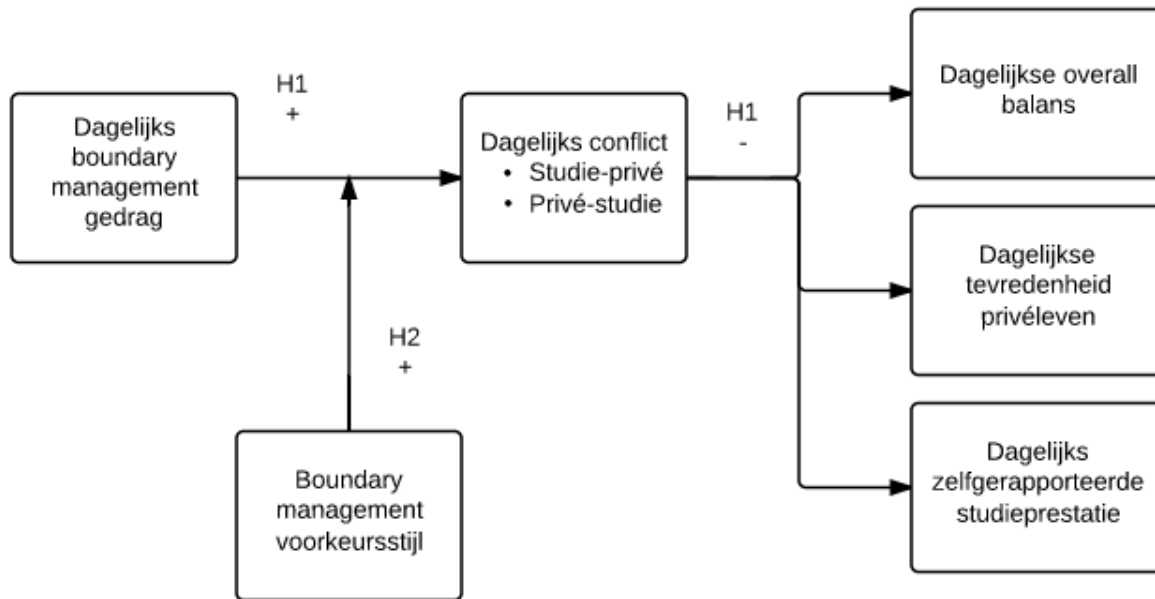 Dagelijks
boundary
management
gedrag
H1
+
Dagelijks conflict
• Studie-privé
• Privé-studie
H1
-
Dagelijkse overall
balans
Dagelijkse
tevredenheid
privéleven
Dagelijks
zelfgerapporteerde
studieprestatie
H2
+
Boundary
management
voorkeursstijl